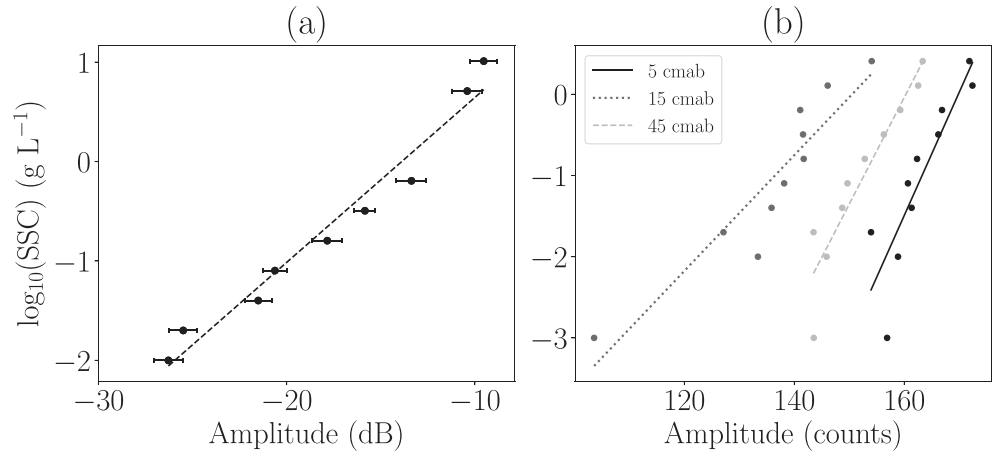 (a)
(b)
log10(SSC) (g L−1)
1
0
−1
−2
−30
−20
−10
Amplitude (dB)
5 cmab
15 cmab
45 cmab
0
−1
−2
−3
120
140
160
Amplitude (counts)